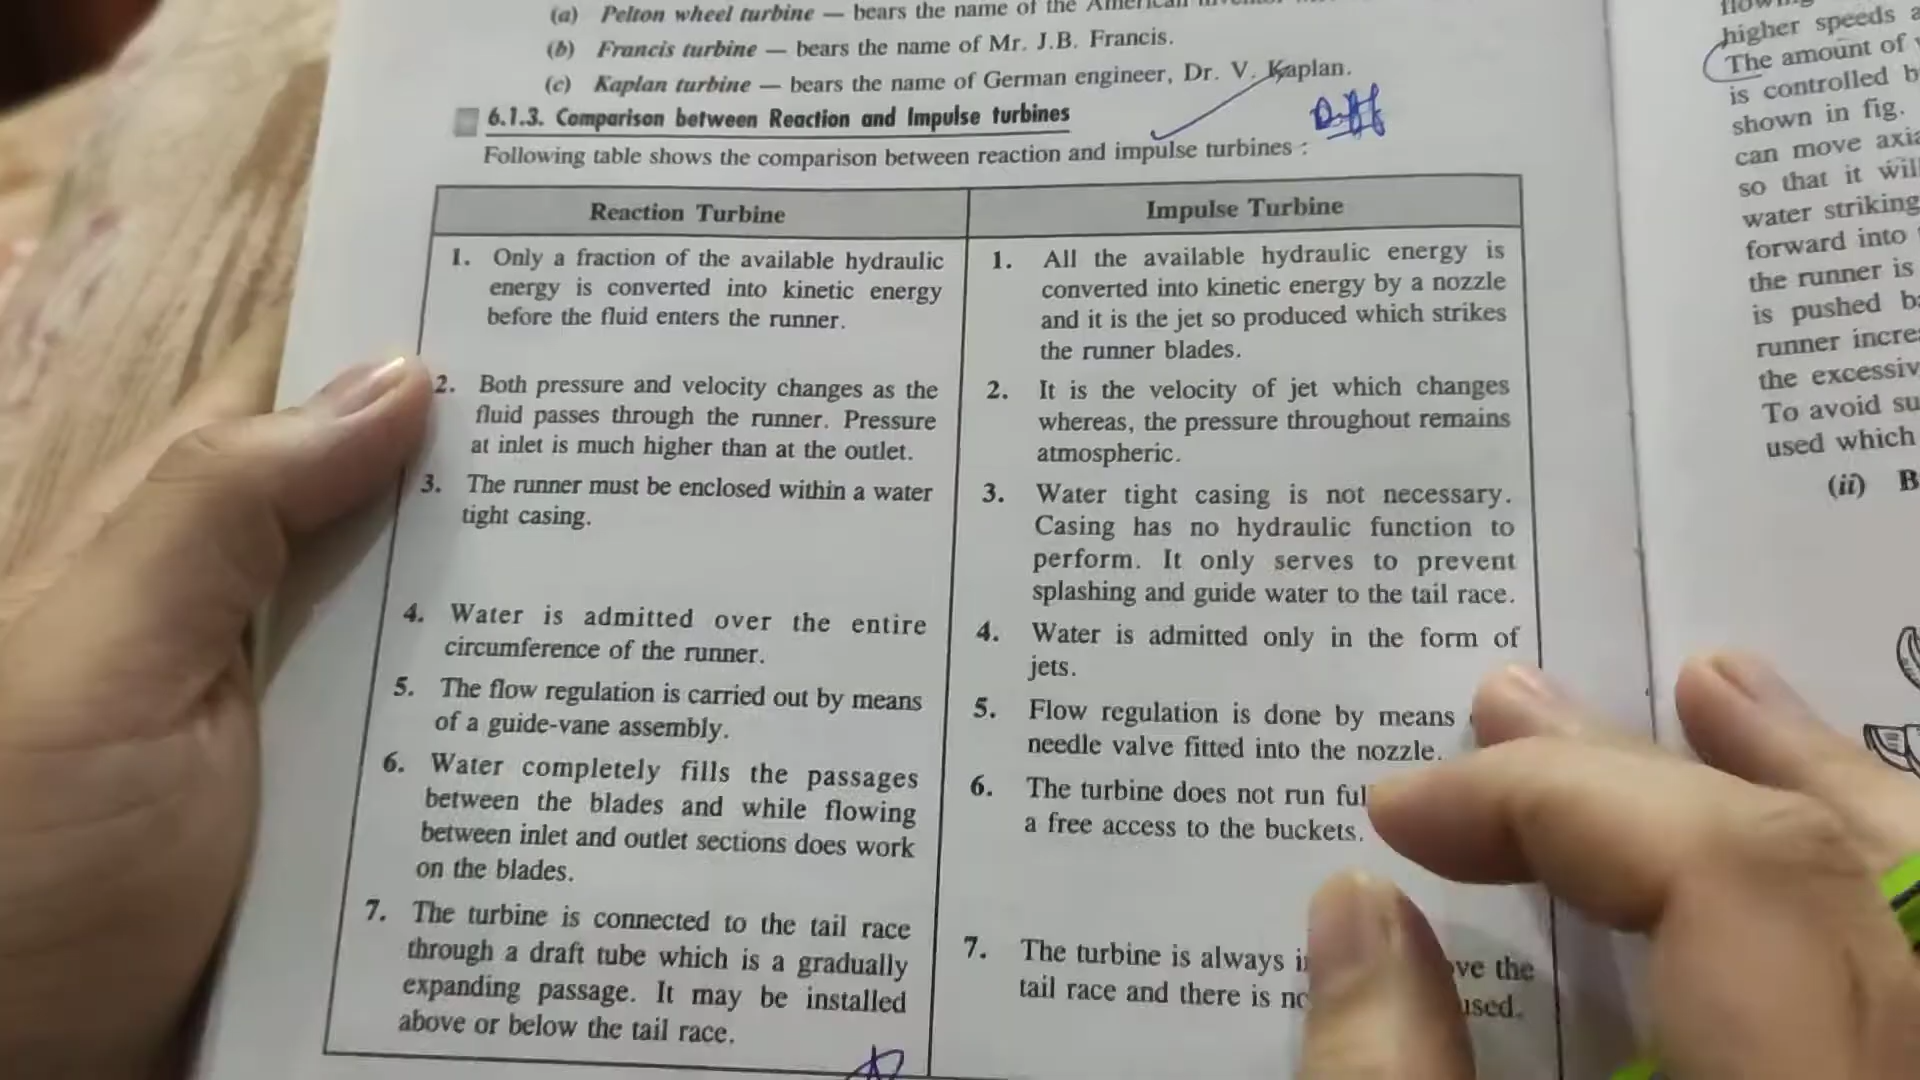 (a) Pelton wheel turbine — bears the name of the American
(b) Francis turbine — bears the name of Mr. J.B. Francis.
(c) Kaplan turbine — bears the name of German engineer, Dr. V. Kaplan.
6.1.3. Comparison between Reaction and Impulse turbines
Diff
Following table shows the comparison between reaction and impulse turbines :
Reaction Turbine
1. Only a fraction of the available hydraulic
energy is converted into kinetic energy
before the fluid enters the runner.
2. Both pressure and velocity changes as the
fluid passes through the runner. Pressure
at inlet is much higher than at the outlet.
3. The runner must be enclosed within a water
tight casing.
4. Water is admitted over the entire
circumference of the runner.
5. The flow regulation is carried out by means
of a guide-vane assembly.
6. Water completely fills the passages
between the blades and while flowing
between inlet and outlet sections does work
on the blades.
7. The turbine is connected to the tail race
through a draft tube which is a gradually
expanding passage. It may be installed
above or below the tail race.
Impulse Turbine
1. All the available hydraulic energy is
converted into kinetic energy by a nozzle
and it is the jet so produced which strikes
the runner blades.
2. It is the velocity of jet which changes
whereas, the pressure throughout remains
atmospheric.
3. Water tight casing is not necessary.
Casing has no hydraulic function to
perform. It only serves to prevent
splashing and guide water to the tail race.
4. Water is admitted only in the form of
jets.
5. Flow regulation is done by means
needle valve fitted into the nozzle.
6. The turbine does not run
a free access to the buckets.
7. The turbine is always the
tail race and there is used.
higher speeds
The amount of
is controlled
shown in fig.
can move
so that it will
water striking
forward into
the runner is
is pushed
runner
the
To avoid
used which
(ii) B